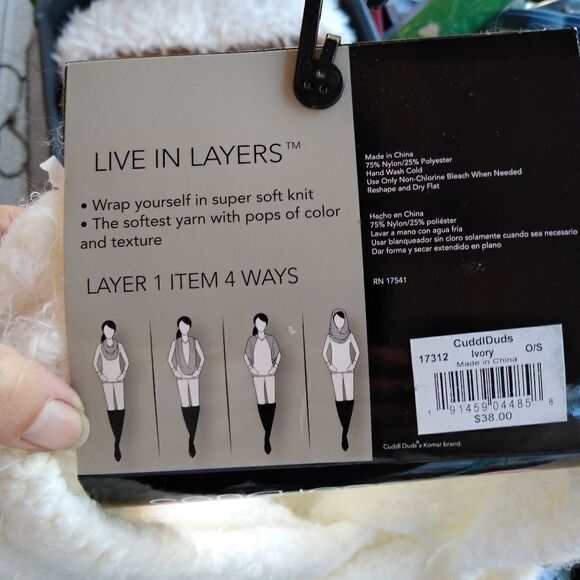 LIVE IN LAYERS™
• Wrap yourself in super soft knit
• The softest yarn with pops of color
and texture
LAYER 1 ITEM 4 WAYS
Made in China
75% Nylon/25% Polyester
Hand Wash Cold
Use Only Non-Chlorine Bleach When Needed
Reshape and Dry Flat
Hecho en China
75% Nylon/25% poliéster
Lavar a mano con agua fría
Usar blanqueador sin cloro solamente cuando sea necesario
Dar forma y secar extendido en plano
RN 17541
CuddlDuds
17312 Ivory O/S
Made in China
1 91459 04485 8
$38.00
Cuddl Duds® a Komar brand.